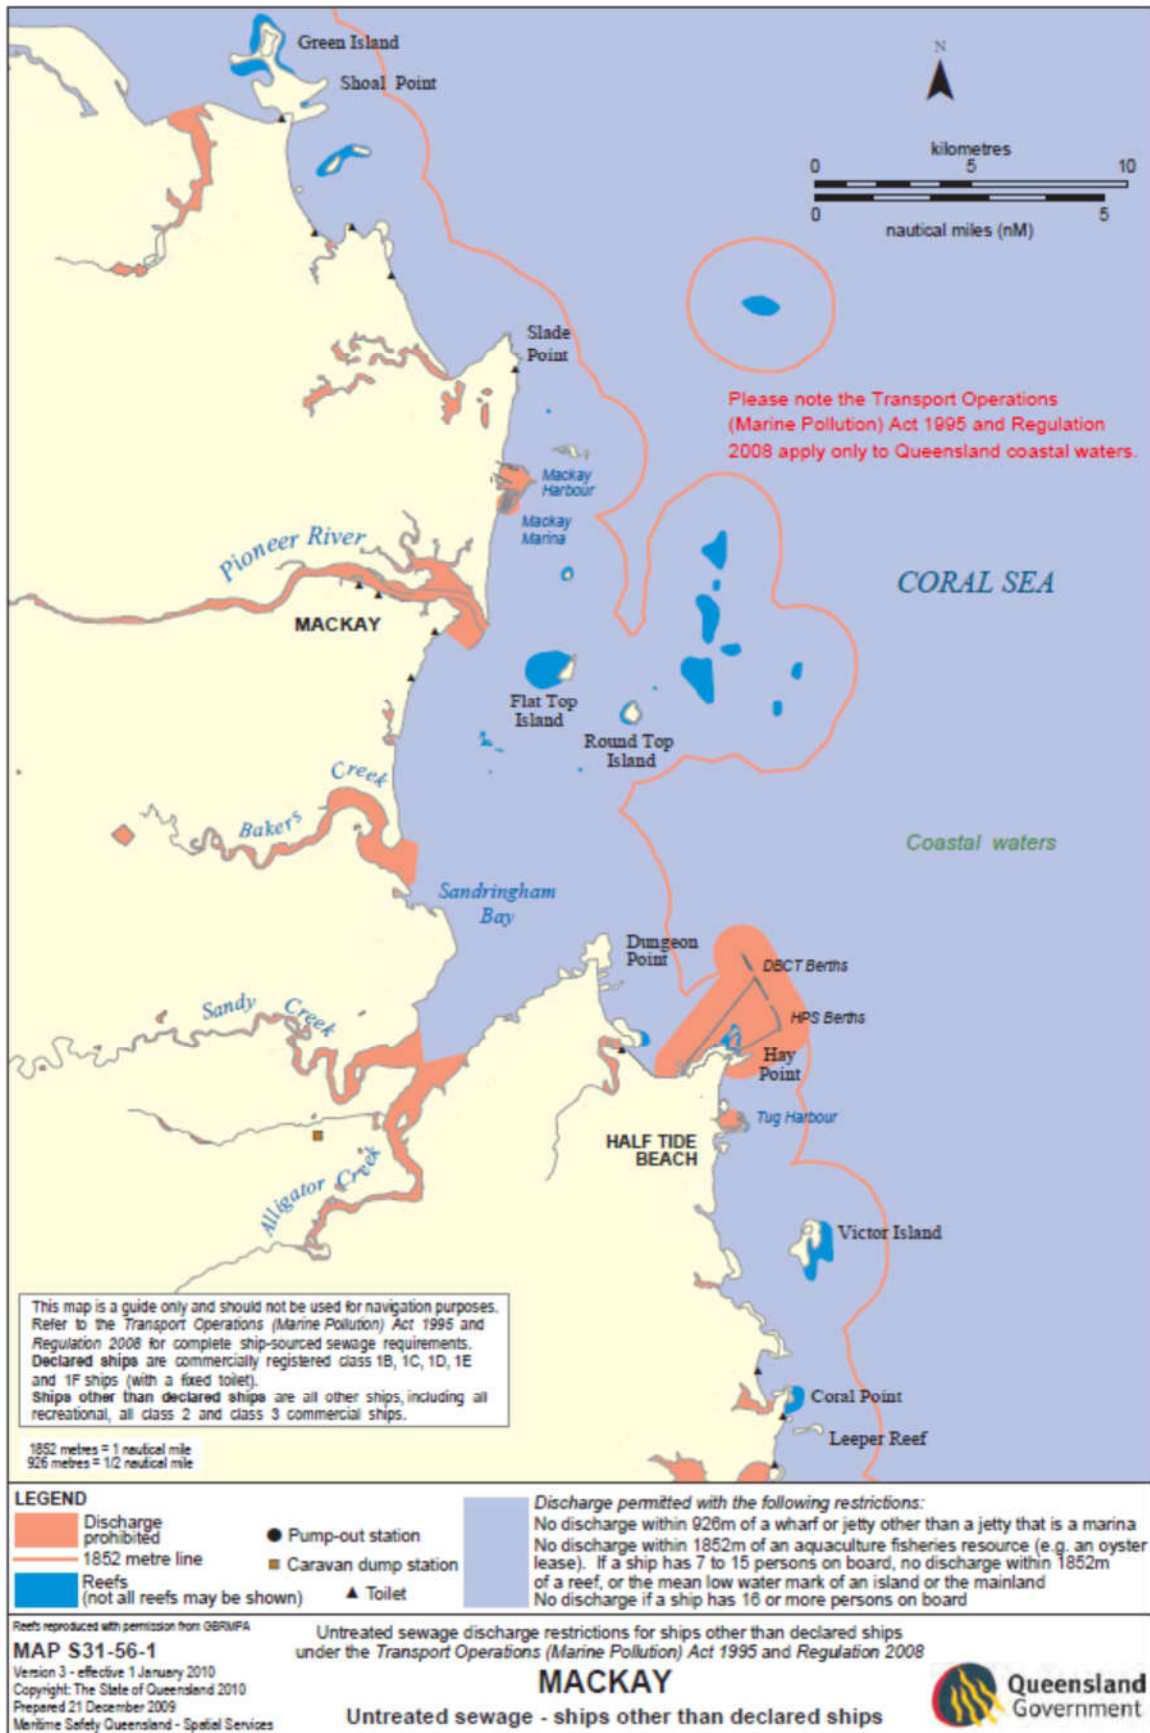 Green Island
Shoal Point
N
kilometres
0 5 10
0 5
nautical miles (nM)
Slade
Point
Please note the Transport Operations
(Marine Pollution) Act 1995 and Regulation
2008 apply only to Queensland coastal waters.
Mackay
Harbour
Mackay
Marina
Pioneer River
CORAL SEA
MACKAY
Flat Top
Island
Round Top
Island
Bakers Creek
Coastal waters
Sandringham
Bay
Dungeon
Point
DBCT Berths
Sandy Creek
HPS Berths
Hay
Point
Tug Harbour
HALF TIDE
BEACH
Alligator Creek
Victor Island
This map is a guide only and should not be used for navigation purposes.
Refer to the Transport Operations (Marine Pollution) Act 1995 and
Regulation 2008 for complete ship-sourced sewage requirements.
Declared ships are commercially registered class 1B, 1C, 1D, 1E
and 1F ships (with a fixed toilet).
Ships other than declared ships are all other ships, including all
recreational, all class 2 and class 3 commercial ships.
Coral Point
Leeper Reef
1852 metres = 1 nautical mile
926 metres = 1/2 nautical mile
LEGEND
Discharge
prohibited
1852 metre line
Reefs
(not all reefs may be shown)
Pump-out station
Caravan dump station
Toilet
Discharge permitted with the following restrictions:
No discharge within 926m of a wharf or jetty other than a jetty that is a marina
No discharge within 1852m of an aquaculture fisheries resource (e.g. an oyster
lease). If a ship has 7 to 15 persons on board, no discharge within 1852m
of a reef, or the mean low water mark of an island or the mainland
No discharge if a ship has 16 or more persons on board
Reefs reproduced with permission from GBRMPA
MAP S31-56-1
Version 3 - effective 1 January 2010
Copyright: The State of Queensland 2010
Prepared 21 December 2009
Maritime Safety Queensland - Spatial Services
Untreated sewage discharge restrictions for ships other than declared ships
under the Transport Operations (Marine Pollution) Act 1995 and Regulation 2008
MACKAY
Untreated sewage - ships other than declared ships
Queensland
Government